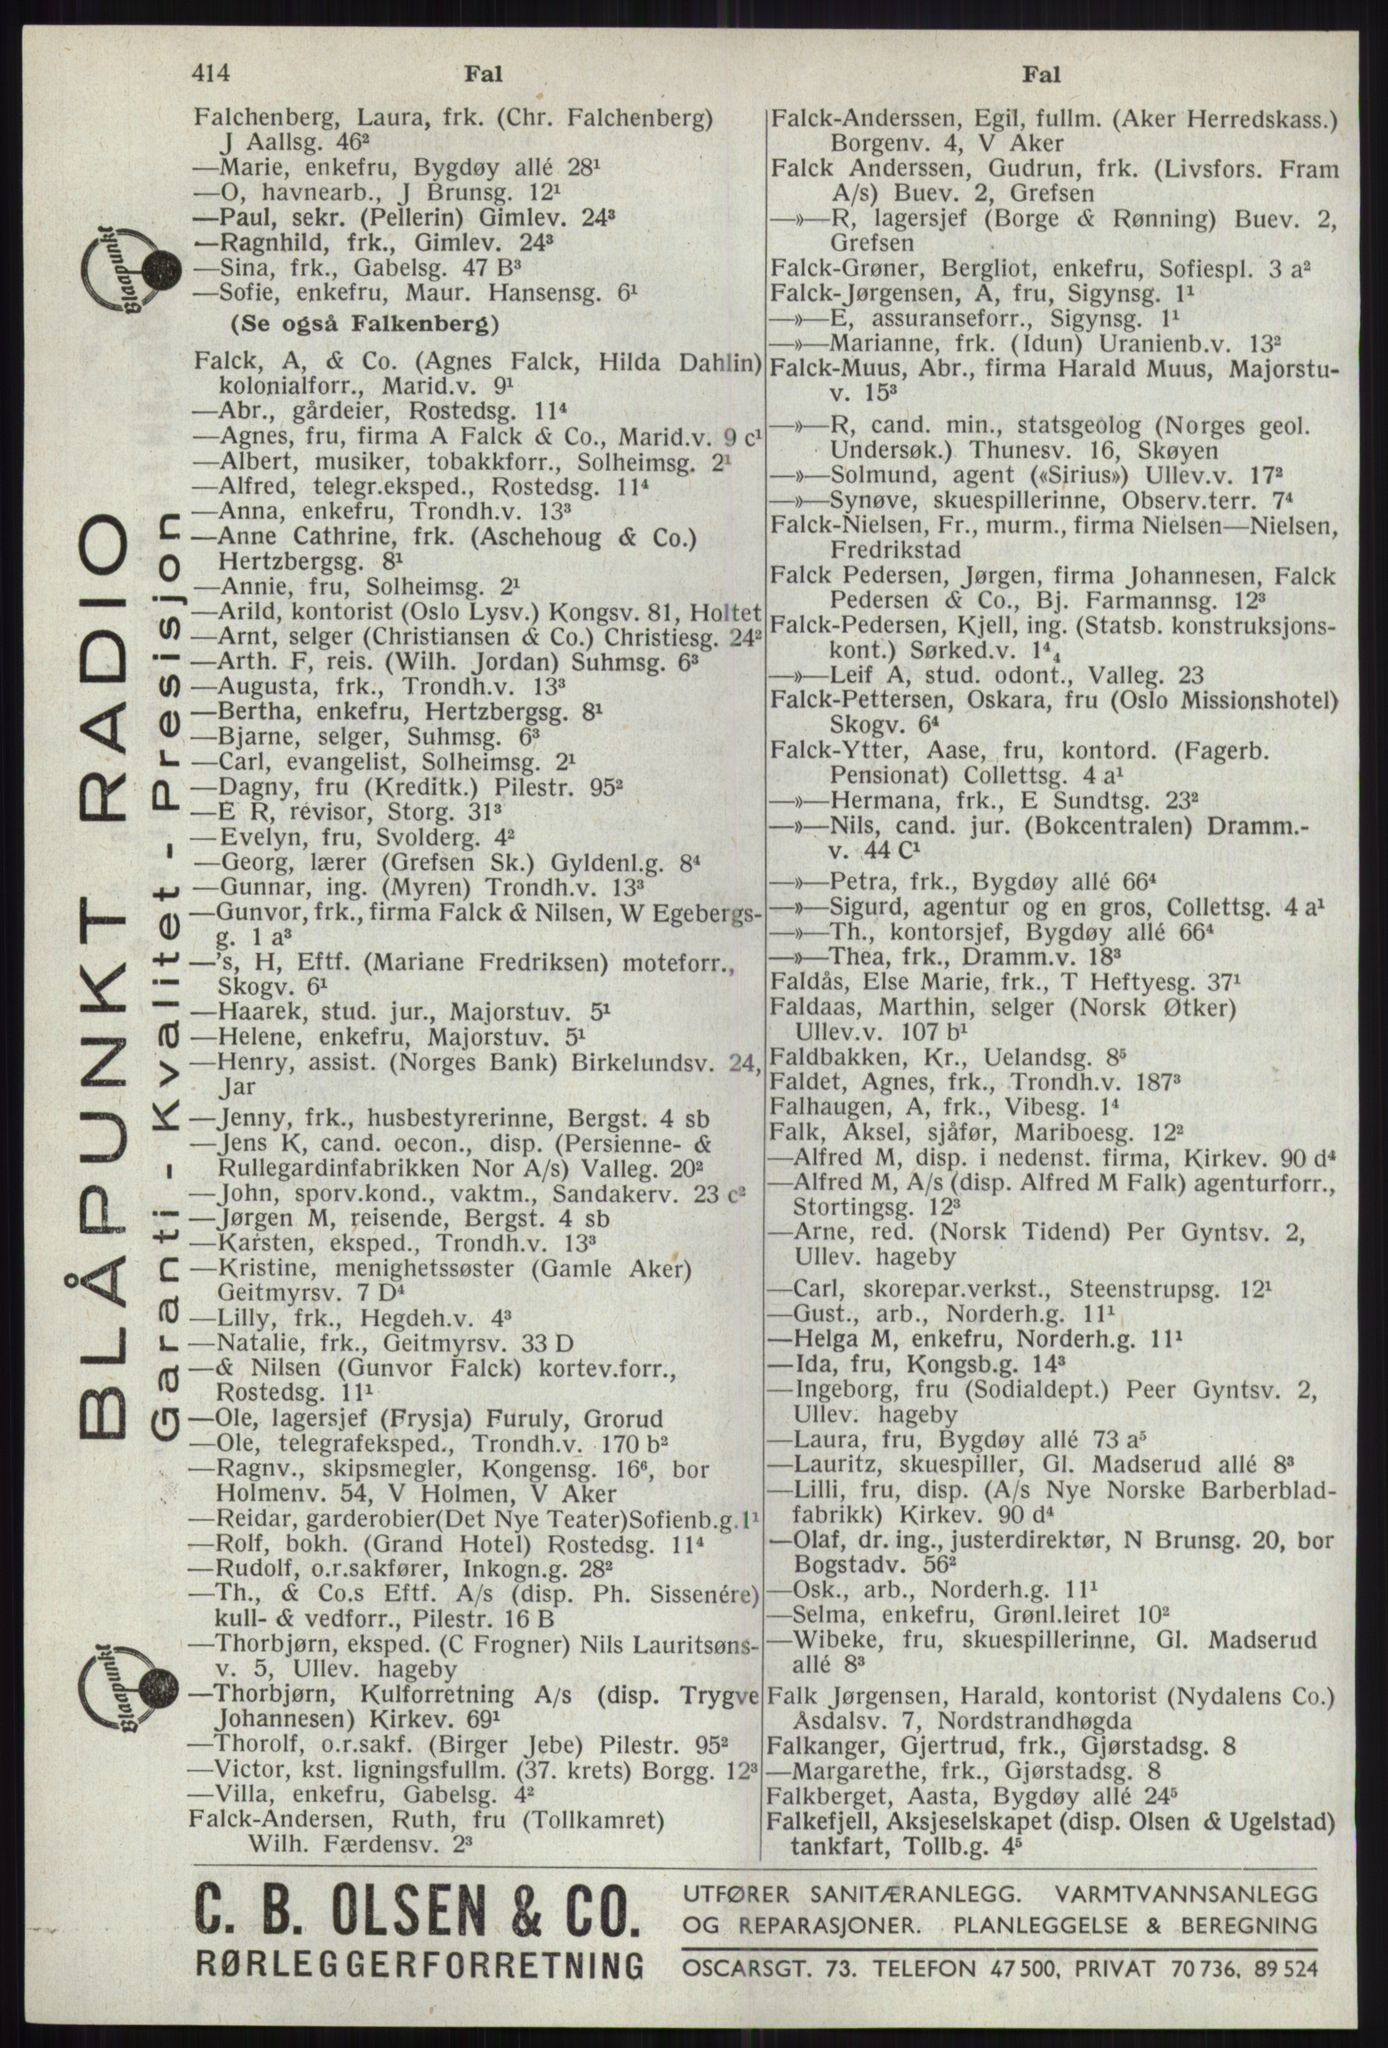 414
Fal
Fal
Falchenberg, Laura, frk. (Chr. Falchenberg)
J Aallsg. 46²
—Marie, enkefru, Bygdøy allé 28¹
—O, havnearb., J Brunsg. 12¹
—Paul, sekr. (Pellerin) Gimlev. 24³
—Ragnhild, frk., Gimlev. 24³
—Sina, frk., Gabelsg. 47 B³
—Sofie, enkefru, Maur. Hansensg. 6¹
(Se også Falkenberg)
Falck, A, & Co. (Agnes Falck, Hilda Dahlin)
kolonialforr., Marid.v. 9¹
—Abr., gårdeier, Rostedsg. 11⁴
—Agnes, fru, firma A Falck & Co., Marid.v. 9 c¹
—Albert, musiker, tobakkforr., Solheimsg. 2¹
—Alfred, telegr.eksped., Rostedsg. 11⁴
—Anna, enkefru, Trondh.v. 13³
—Anne Cathrine, frk. (Aschehoug & Co.)
Hertzbergsg. 8¹
—Annie, fru, Solheimsg. 2¹
—Arild, kontorist (Oslo Lysv.) Kongsv. 81, Holtet
—Arnt, selger (Christiansen & Co.) Christiesg. 24²
—Arth. F, reis. (Wilh. Jordan) Suhmsg. 6³
—Augusta, frk., Trondh.v. 13³
—Bertha, enkefru, Hertzbergsg. 8¹
—Bjarne, selger, Suhmsg. 6³
—Carl, evangelist, Solheimsg. 2¹
—Dagny, fru (Kreditk.) Pilestr. 95²
—E R, revisor, Storg. 31³
—Evelyn, fru, Svolderg. 4²
—Georg, lærer (Grefsen Sk.) Gyldenl.g. 8⁴
—Gunnar, ing. (Myren) Trondh.v. 13³
—Gunvor, frk., firma Falck & Nilsen, W Egebergs-
g. 1 a³
—'s, H, Eftf. (Mariane Fredriksen) moteforr.,
Skogv. 6¹
—Haarek, stud. jur., Majorstuv. 5¹
—Helene, enkefru, Majorstuv. 5¹
—Henry, assist. (Norges Bank) Birkelundsv. 24,
Jar
—Jenny, frk., husbestyrerinne, Bergst. 4 sb
—Jens K, cand. oecon., disp. (Persienne- &
Rullegardinfabrikken Nor A/s) Valleg. 20²
—John, sporv.kond., vaktm., Sandakerv. 23 c²
—Jørgen M, reisende, Bergst. 4 sb
—Karsten, eksped., Trondh.v. 13³
—Kristine, menighetssøster (Gamle Aker)
Geitmyrsv. 7 D⁴
—Lilly, frk., Hegdeh.v. 4³
—Natalie, frk., Geitmyrsv. 33 D
—& Nilsen (Gunvor Falck) kortev.forr.,
Rostedsg. 11¹
—Ole, lagersjef (Frysja) Furuly, Grorud
—Ole, telegrafeksped., Trondh.v. 170 b²
—Ragnv., skipsmegler, Kongensg. 16⁶, bor
Holmenv. 54, V Holmen, V Aker
—Reidar, garderobier(Det Nye Teater)Sofienb.g.1¹
—Rolf, bokh. (Grand Hotel) Rostedsg. 11⁴
—Rudolf, o.r.sakfører, Inkogn.g. 28²
—Th., & Co.s Eftf. A/s (disp. Ph. Sissenére)
kull- & vedforr., Pilestr. 16 B
—Thorbjørn, eksped. (C Frogner) Nils Lauritsøns-
v. 5, Ullev. hageby
—Thorbjørn, Kulforretning A/s (disp. Trygve
Johannesen) Kirkev. 69¹
—Thorolf, o.r.sakf. (Birger Jebe) Pilestr. 95²
—Victor, kst. ligningsfullm. (37. krets) Borgg. 12³
—Villa, enkefru, Gabelsg. 4²
Falck-Andersen, Ruth, fru (Tollkamret)
Wilh. Færdensv. 2³
Falck-Anderssen, Egil, fullm. (Aker Herredskass.)
Borgenv. 4, V Aker
Falck Anderssen, Gudrun, frk. (Livsfors. Fram
A/s) Buev. 2, Grefsen
—»—R, lagersjef (Borge & Rønning) Buev. 2,
Grefsen
Falck-Grøner, Bergliot, enkefru, Sofiespl. 3 a²
Falck-Jørgensen, A, fru, Sigynsg. 1¹
—»—E, assuranseforr., Sigynsg. 1¹
—»—Marianne, frk. (Idun) Uranienb.v. 13²
Falck-Muus, Abr., firma Harald Muus, Majorstu-
v. 15³
—»—R, cand. min., statsgeolog (Norges geol.
Undersøk.) Thunesv. 16, Skøyen
—»—Solmund, agent («Sirius») Ullev.v. 17²
—»—Synøve, skuespillerinne, Observ.terr. 7⁴
Falck-Nielsen, Fr., murm., firma Nielsen—Nielsen,
Fredrikstad
Falck Pedersen, Jørgen, firma Johannesen, Falck
Pedersen & Co., Bj. Farmannsg. 12³
Falck-Pedersen, Kjell, ing. (Statsb. konstruksjons-
kont.) Sørked.v. 1⁴₄
—»—Leif A, stud. odont., Valleg. 23
Falck-Pettersen, Oskara, fru (Oslo Missionshotel)
Skogv. 6⁴
Falck-Ytter, Aase, fru, kontord. (Fagerb.
Pensionat) Collettsg. 4 a¹
—»—Hermana, frk., E Sundtsg. 23²
—»—Nils, cand. jur. (Bokcentralen) Dramm.-
v. 44 C¹
—»—Petra, frk., Bygdøy allé 66⁴
—»—Sigurd, agentur og en gros, Collettsg. 4 a¹
—»—Th., kontorsjef, Bygdøy allé 66⁴
—»—Thea, frk., Dramm.v. 18³
Faldås, Else Marie, frk., T Heftyesg. 37¹
Faldaas, Marthin, selger (Norsk Øtker)
Ullev.v. 107 b¹
Faldbakken, Kr., Uelandsg. 8⁵
Faldet, Agnes, frk., Trondh.v. 187³
Falhaugen, A, frk., Vibesg. 1⁴
Falk, Aksel, sjåfør, Mariboesg. 12²
—Alfred M, disp. i nedenst. firma, Kirkev. 90 d⁴
—Alfred M, A/s (disp. Alfred M Falk) agenturforr.,
Stortingsg. 12³
—Arne, red. (Norsk Tidend) Per Gyntsv. 2,
Ullev. hageby
—Carl, skorepar.verkst., Steenstrupsg. 12¹
—Gust., arb., Norderh.g. 11¹
—Helga M, enkefru, Norderh.g. 11¹
—Ida, fru, Kongsb.g. 14³
—Ingeborg, fru (Sodialdept.) Peer Gyntsv. 2,
Ullev. hageby
—Laura, fru, Bygdøy allé 73 a⁵
—Lauritz, skuespiller, Gl. Madserud allé 8³
—Lilli, fru, disp. (A/s Nye Norske Barberblad-
fabrikk) Kirkev. 90 d⁴
—Olaf, dr. ing., justerdirektør, N Brunsg. 20, bor
Bogstadv. 56²
—Osk., arb., Norderh.g. 11¹
—Selma, enkefru, Grønl.leiret 10²
—Wibeke, fru, skuespillerinne, Gl. Madserud
allé 8³
Falk Jørgensen, Harald, kontorist (Nydalens Co.)
Åsdalsv. 7, Nordstrandhøgda
Falkanger, Gjertrud, frk., Gjørstadsg. 8
—Margarethe, frk., Gjørstadsg. 8
Falkberget, Aasta, Bygdøy allé 24⁵
Falkefjell, Aksjeselskapet (disp. Olsen & Ugelstad)
tankfart, Tollb.g. 4⁵
Blaapunkt
BLÅPUNKT RADIO
Garanti - Kvalitet - Presisjon
Blaapunkt
C. B. OLSEN & CO.
RØRLEGGERFORRETNING
UTFØRER SANITÆRANLEGG. VARMTVANNSANLEGG
OG REPARASJONER. PLANLEGGELSE & BEREGNING
OSCARSGT. 73. TELEFON 47 500, PRIVAT 70 736, 89 524